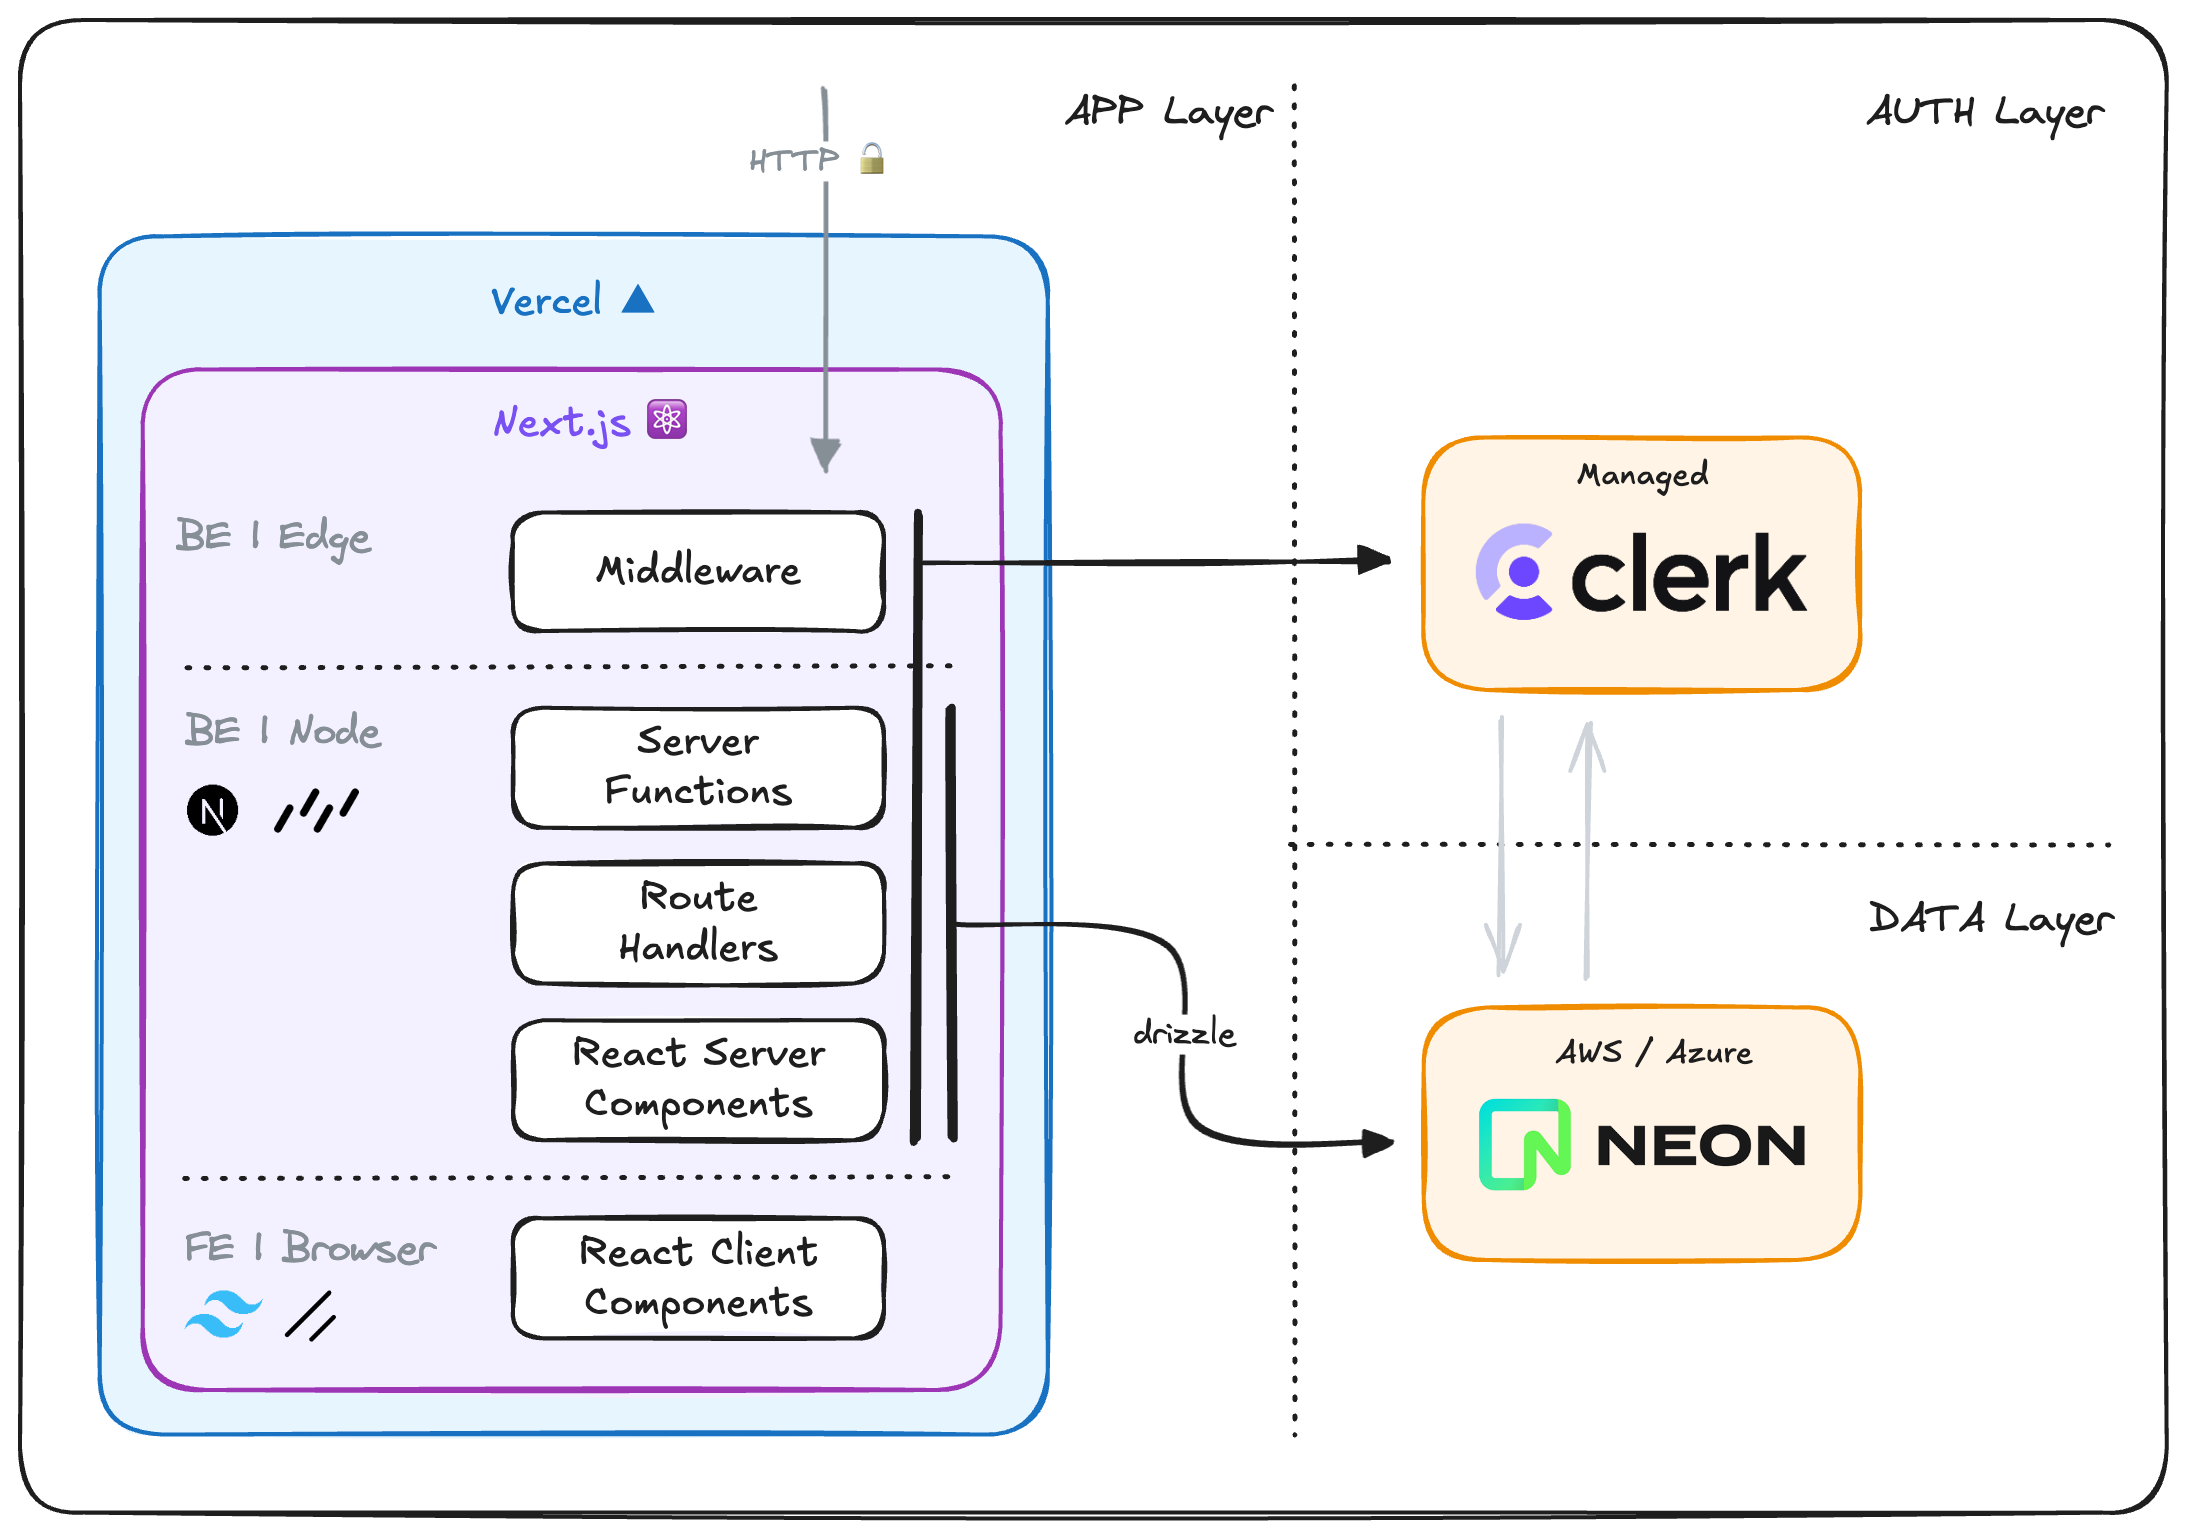 APP Layer
AUTH Layer
HTTP
Vercel
Next.js
BE | Edge
Middleware
BE | Node
N
Server
Functions
Route
Handlers
React Server
Components
FE | Browser
React Client
Components
drizzle
Managed
clerk
DATA Layer
AWS / Azure
NEON